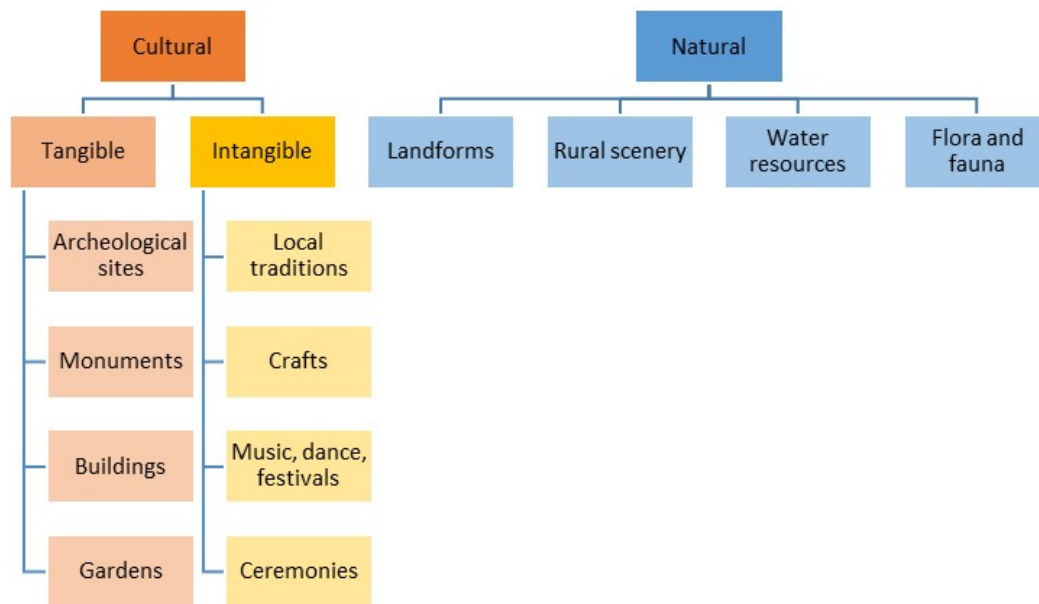 Cultural
Natural
Tangible
Intangible
Landforms
Rural scenery
Water
resources
Flora and
fauna
Archeological
sites
Local
traditions
Monuments
Crafts
Buildings
Music, dance,
festivals
Gardens
Ceremonies